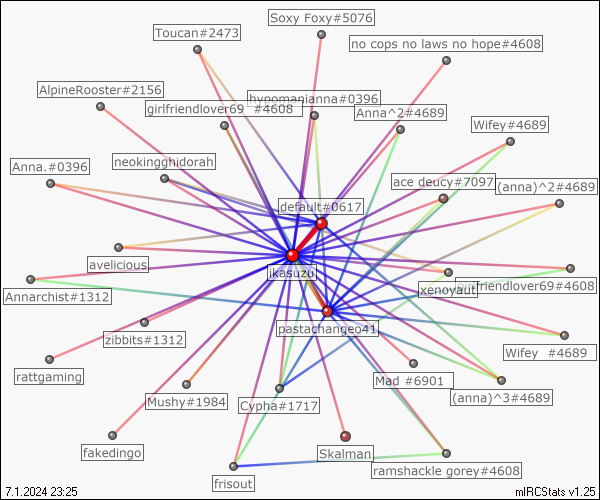 Soxy Foxy#5076
Toucan#2473
no cops no laws no hope#4608
AlpineRooster#2156
hypomanianna#0396
girlfriendlover69 #4608
Anna^2#4689
Wifey#4689
Anna.#0396
neokingghidorah
ace deucy#7097
(anna)^2#4689
default#0617
avelicious
ikasuzu
Annarchist#1312
xenoyauti
girlfriendlover69#4608
pastachangeo41
zibbits#1312
Wifey #4689
rattgaming
Mad #6901
Mushy#1984
Cypha#1717
(anna)^3#4689
fakedingo
Skalman
ramshackle gorey#4608
frisout
7.1.2024 23:25
mIRCStats v1.25